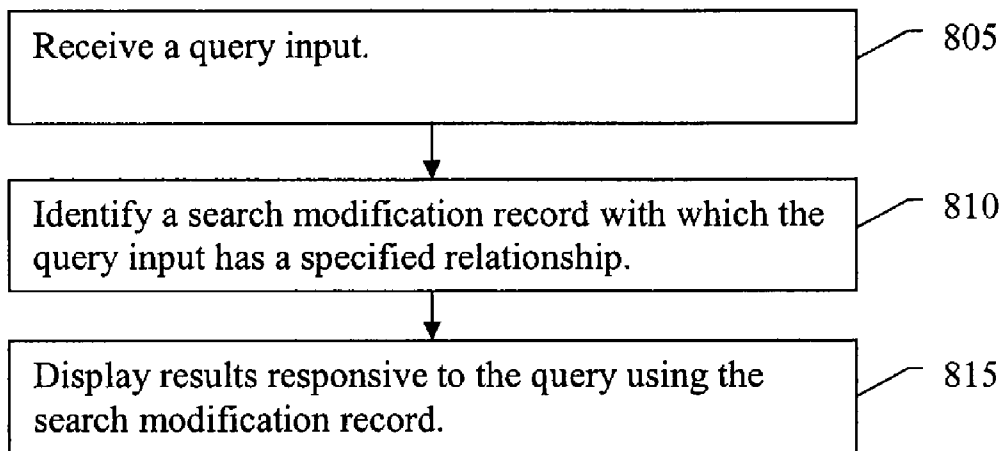 Receive a query input.
805
Identify a search modification record with which the
query input has a specified relationship.
810
Display results responsive to the query using the
search modification record.
815